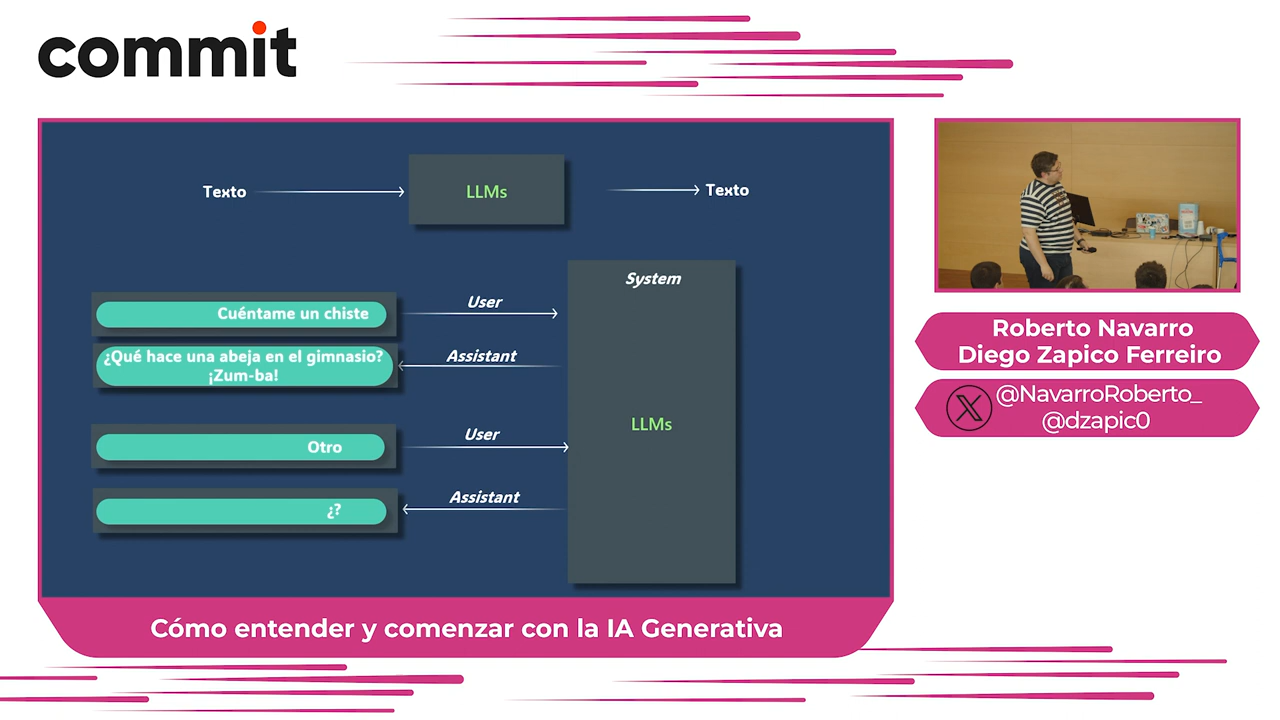 commit
Texto
LLMs
Texto
System
Cuéntame un chiste
User
¿Qué hace una abeja en el gimnasio?
¡Zum-ba!
Assistant
LLMs
Otro
User
¿?
Assistant
Cómo entender y comenzar con la IA Generativa
Roberto Navarro
Diego Zapico Ferreiro
@NavarroRoberto_
@dzapic0